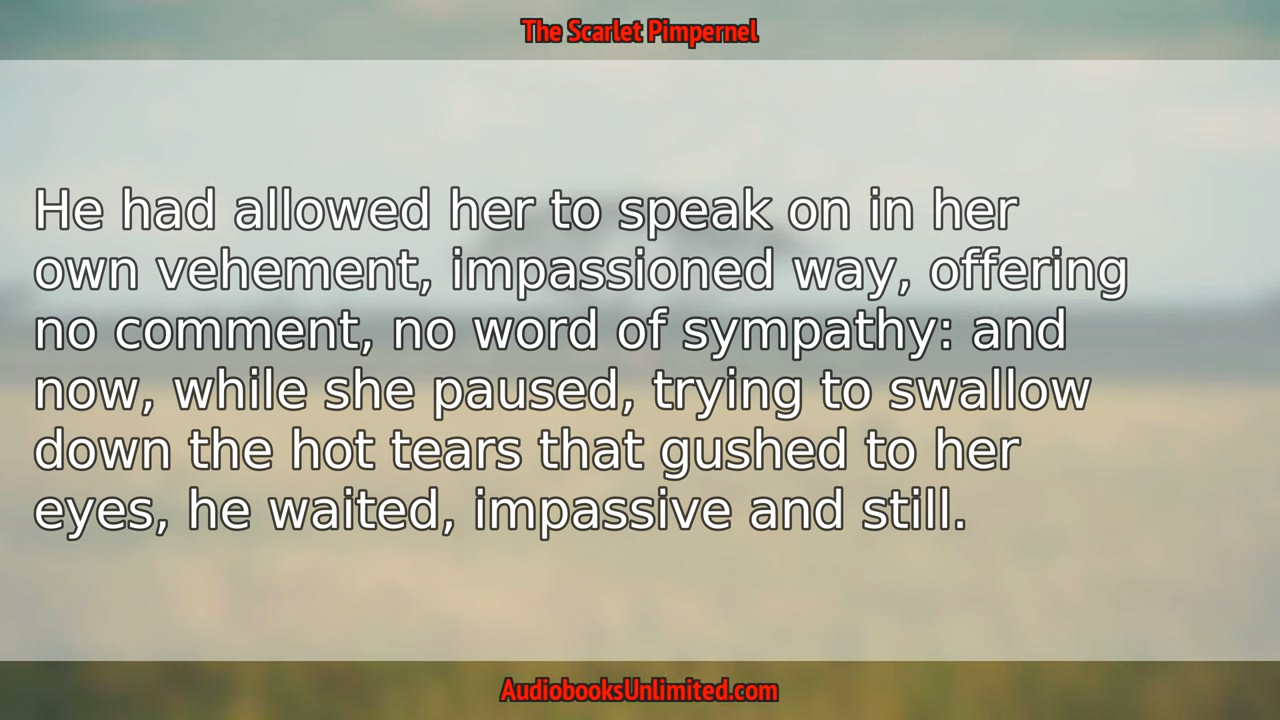 The Scarlet Pimpernel
He had allowed her to speak on in her
own vehement, impassioned way, offering
no comment, no word of sympathy: and
now, while she paused, trying to swallow
down the hot tears that gushed to her
eyes, he waited, impassive and still.
AudiobooksUnlimited.com